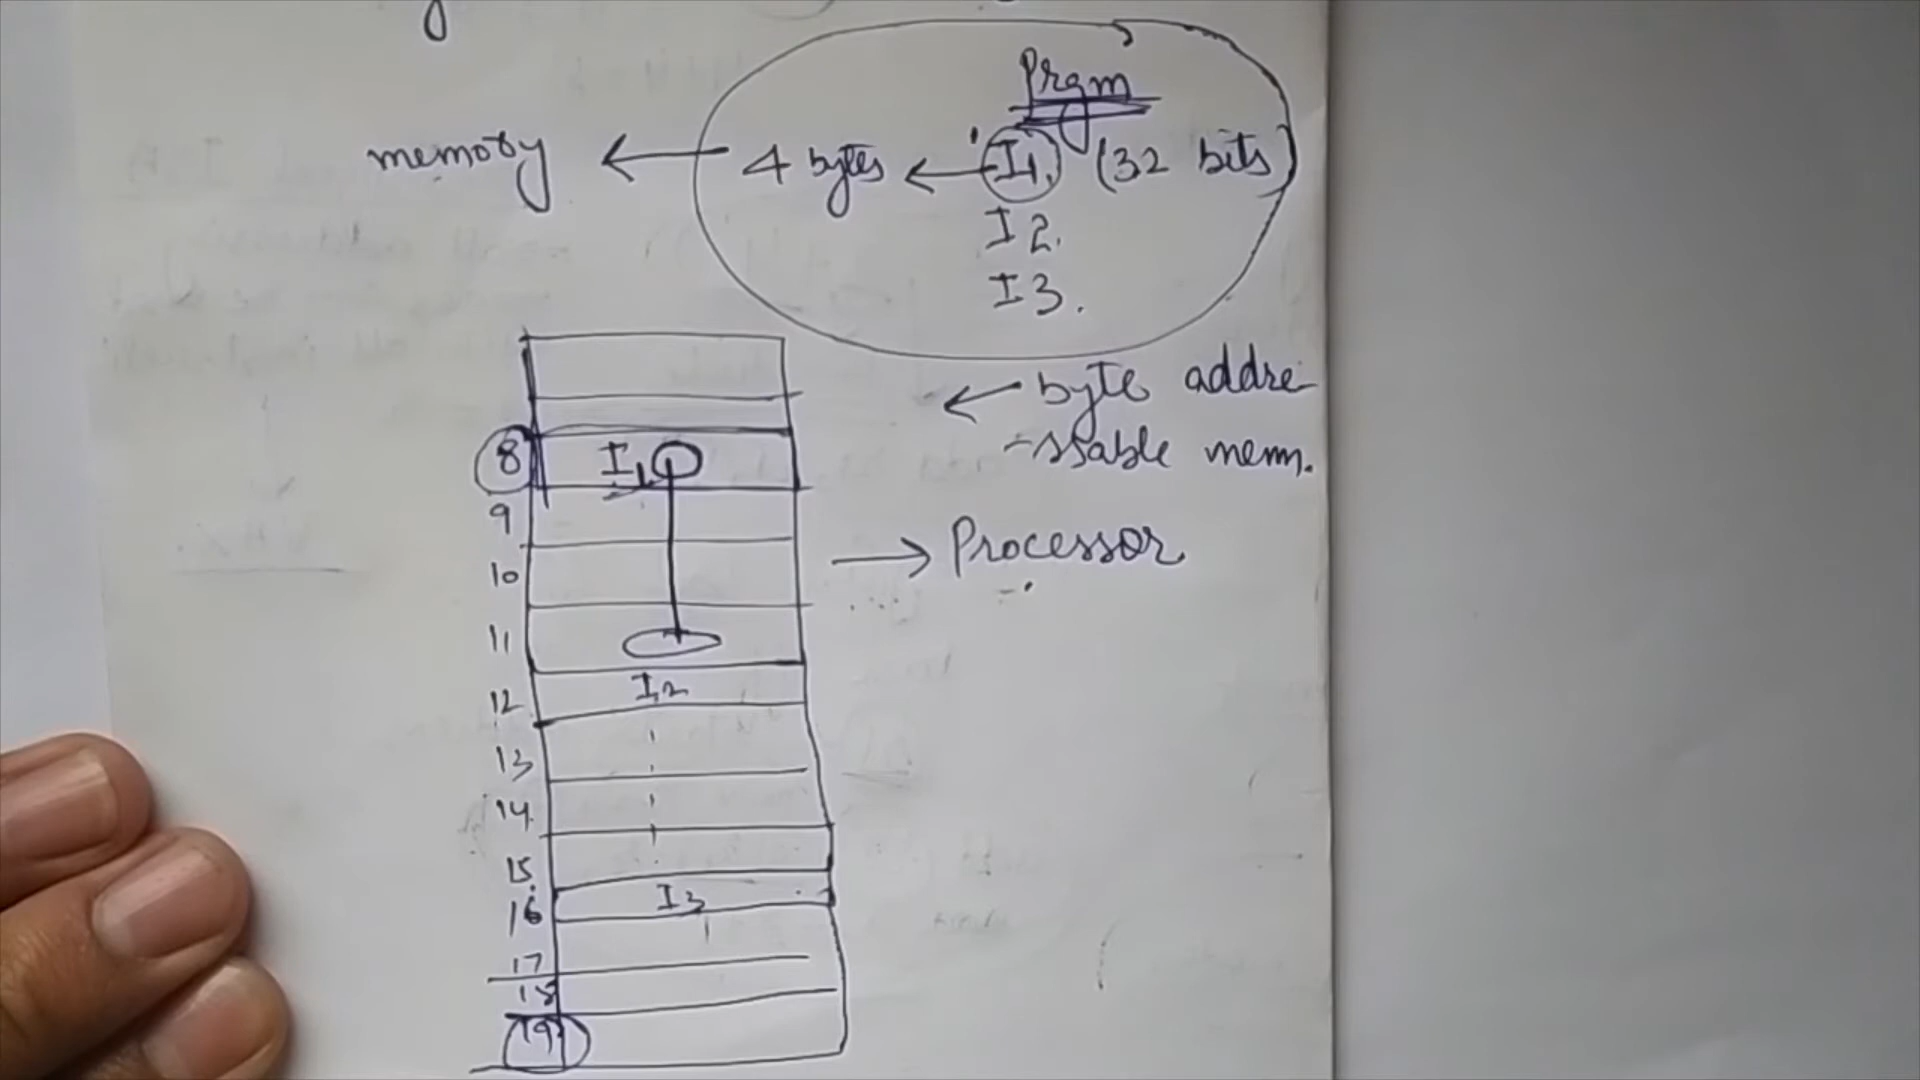 Prgm
memory ← 4 bytes ← I1. (32 bits)
I2.
I3.
← byte addre
-ssable mem.
8 I1
9
→ Processor
10
11
12 I2
13
14
15
16 I3
17
18
19